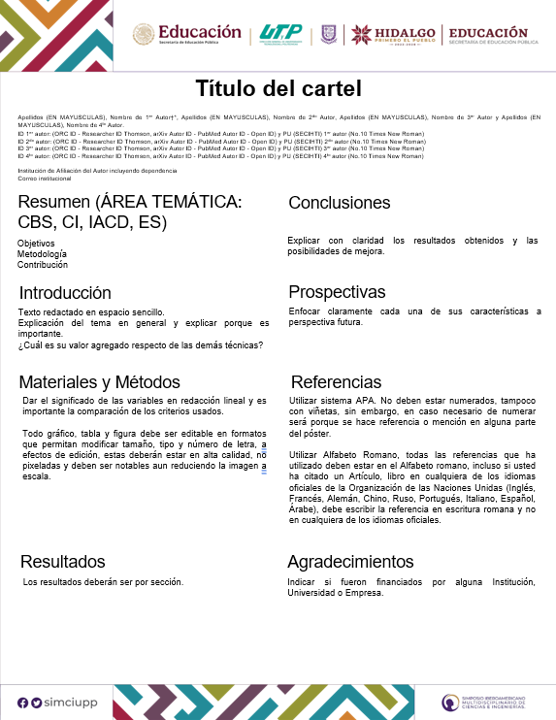 Educación
Secretaría de Educación Pública
UTP
HIDALGO
PRIMERO EL PUEBLO
EDUCACIÓN
SECRETARÍA DE EDUCACIÓN PÚBLICA
Título del cartel
Apellidos (EN MAYUSCULAS), Nombre de 1er Autor†*, Apellidos (EN MAYUSCULAS), Nombre de 2do Autor, Apellidos (EN MAYUSCULAS), Nombre de 3er Autor y Apellidos (EN
MAYUSCULAS), Nombre de 4to Autor.
ID 1er autor: (ORC ID - Researcher ID Thomson, arXiv Autor ID - PubMed Autor ID - Open ID) y PU (SECIHTI) 1er autor (No.10 Times New Roman)
ID 2do autor: (ORC ID - Researcher ID Thomson, arXiv Autor ID - PubMed Autor ID - Open ID) y PU (SECIHTI) 2do autor (No.10 Times New Roman)
ID 3er autor: (ORC ID - Researcher ID Thomson, arXiv Autor ID - PubMed Autor ID - Open ID) y PU (SECIHTI) 3er autor (No.10 Times New Roman)
ID 4to autor: (ORC ID - Researcher ID Thomson, arXiv Autor ID - PubMed Autor ID - Open ID) y PU (SECIHTI) 4to autor (No.10 Times New Roman)
Institucion de Afiliación del Autor incluyendo dependencia
Correo institucional
Resumen (ÁREA TEMÁTICA:
CBS, CI, IACD, ES)
Objetivos
Metodología
Contribución
Introducción
Texto redactado en espacio sencillo.
Explicación del tema en general y explicar porque es
importante.
¿Cuál es su valor agregado respecto de las demás técnicas?
Materiales y Métodos
Dar el significado de las variables en redacción lineal y es
importante la comparación de los criterios usados.
Todo gráfico, tabla y figura debe ser editable en formatos
que permitan modificar tamaño, tipo y número de letra, a
efectos de edición, estas deberán estar en alta calidad, no
pixeladas y deben ser notables aun reduciendo la imagen a
escala.
Resultados
Los resultados deberán ser por sección.
Conclusiones
Explicar con claridad los resultados obtenidos y las
posibilidades de mejora.
Prospectivas
Enfocar claramente cada una de sus características a
perspectiva futura.
Referencias
Utilizar sistema APA. No deben estar numerados, tampoco
con viñetas, sin embargo, en caso necesario de numerar
será porque se hace referencia o mención en alguna parte
del póster.
Utilizar Alfabeto Romano, todas las referencias que ha
utilizado deben estar en el Alfabeto romano, incluso si usted
ha citado un Artículo, libro en cualquiera de los idiomas
oficiales de la Organización de las Naciones Unidas (Inglés,
Francés, Alemán, Chino, Ruso, Portugués, Italiano, Español,
Árabe), debe escribir la referencia en escritura romana y no
en cualquiera de los idiomas oficiales.
Agradecimientos
Indicar si fueron financiados por alguna Institución,
Universidad o Empresa.
simciupp
SIMPOSIO IBEROAMERICANO
MULTIDISCIPLINARIO DE
CIENCIAS E INGENIERÍAS.